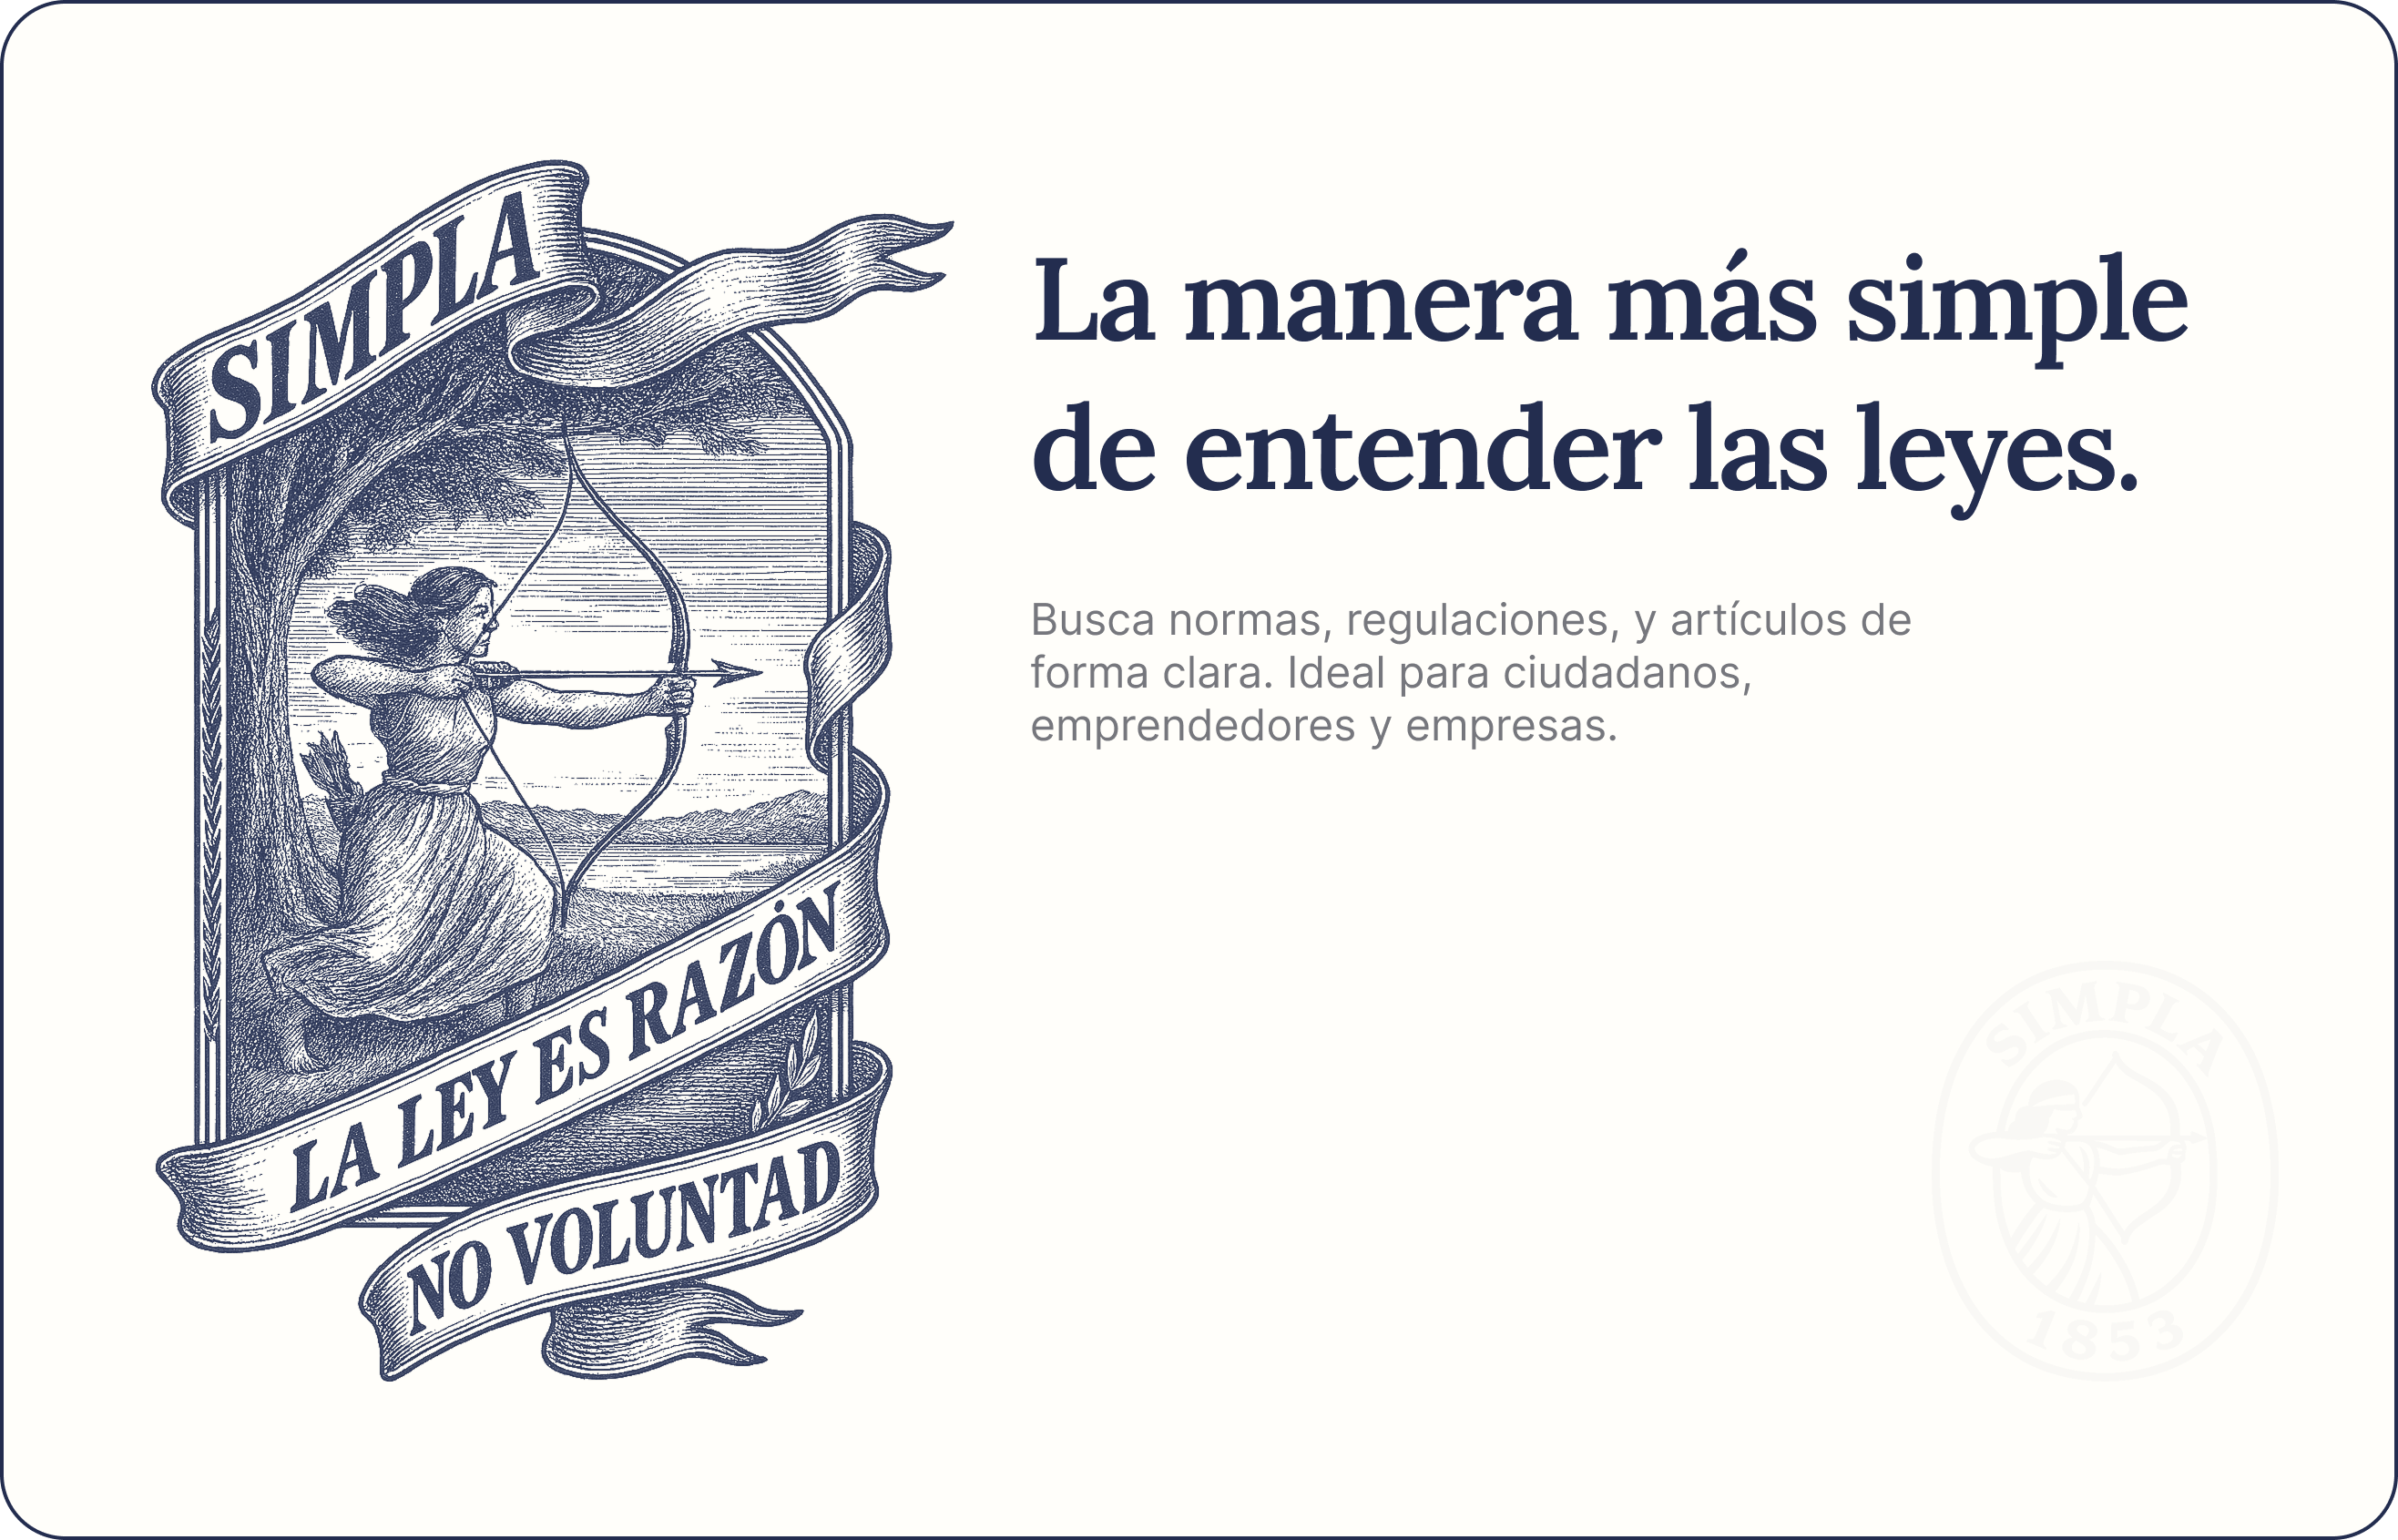 SIMPLA
LA LEY ES RAZÓN
NO VOLUNTAD
La manera más simple
de entender las leyes.
Busca normas, regulaciones, y artículos de
forma clara. Ideal para ciudadanos,
emprendedores y empresas.
SIMPLA
1853